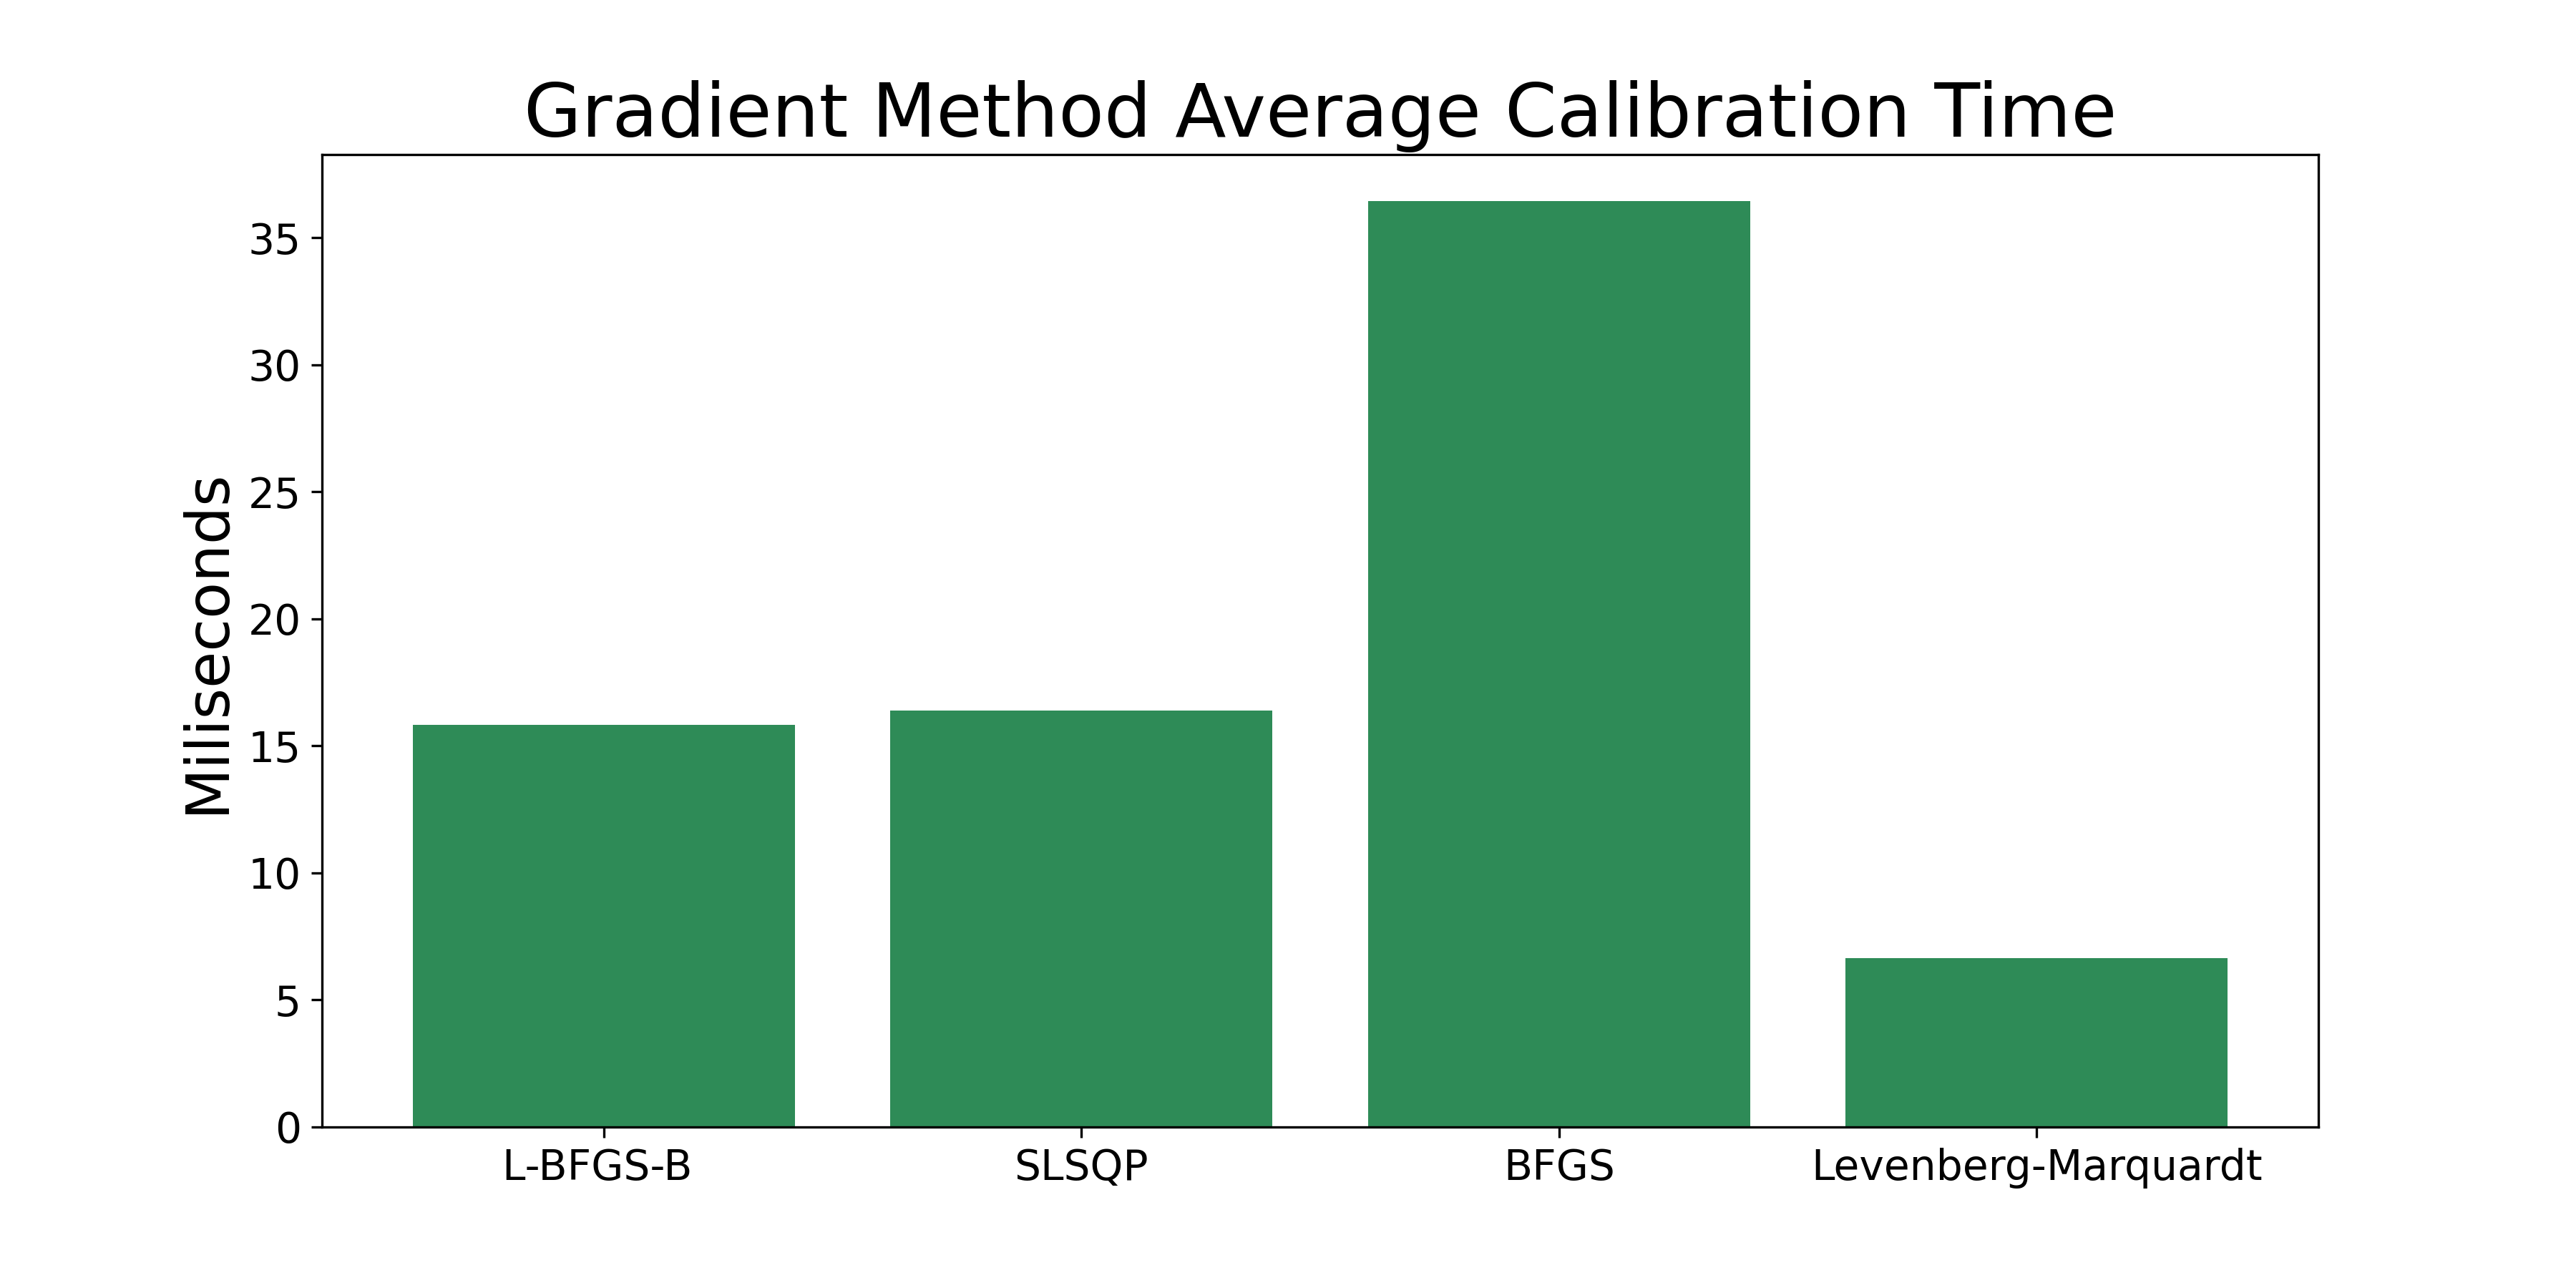 Gradient Method Average Calibration Time
Miliseconds
35
30
25
20
15
10
5
0
L-BFGS-B
SLSQP
BFGS
Levenberg-Marquardt